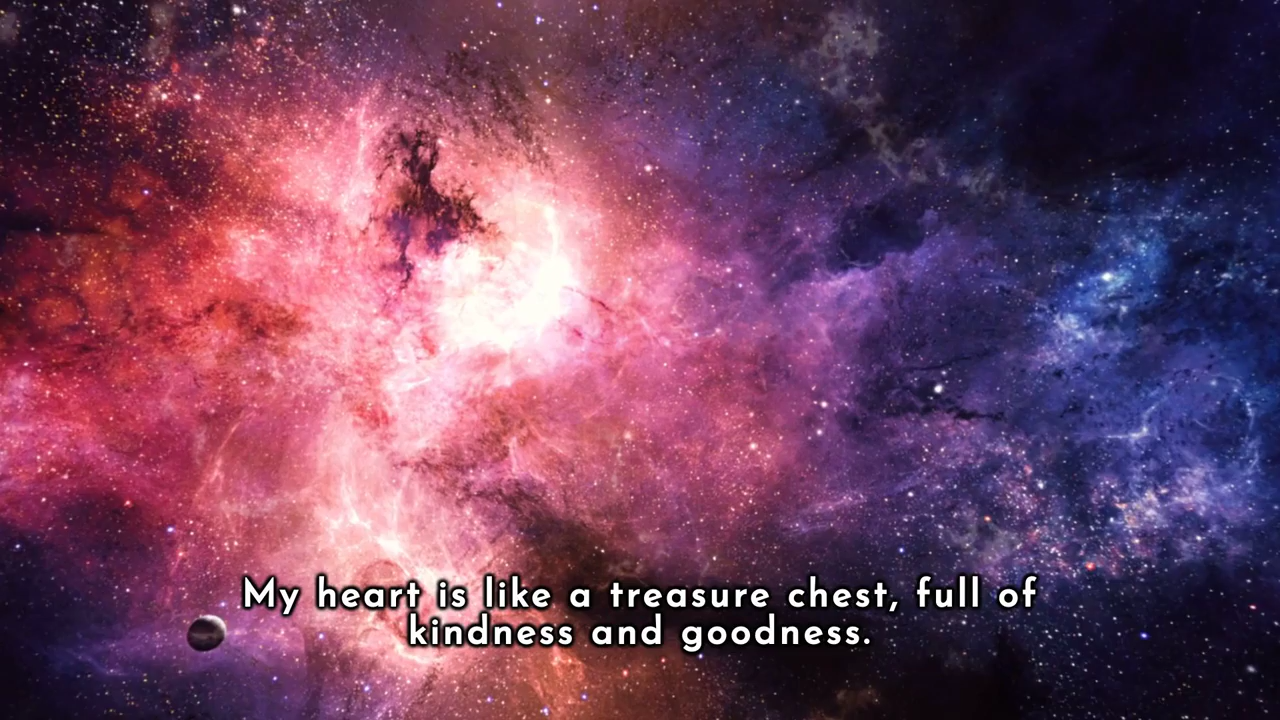 My heart is like a treasure chest, full of
kindness and goodness.